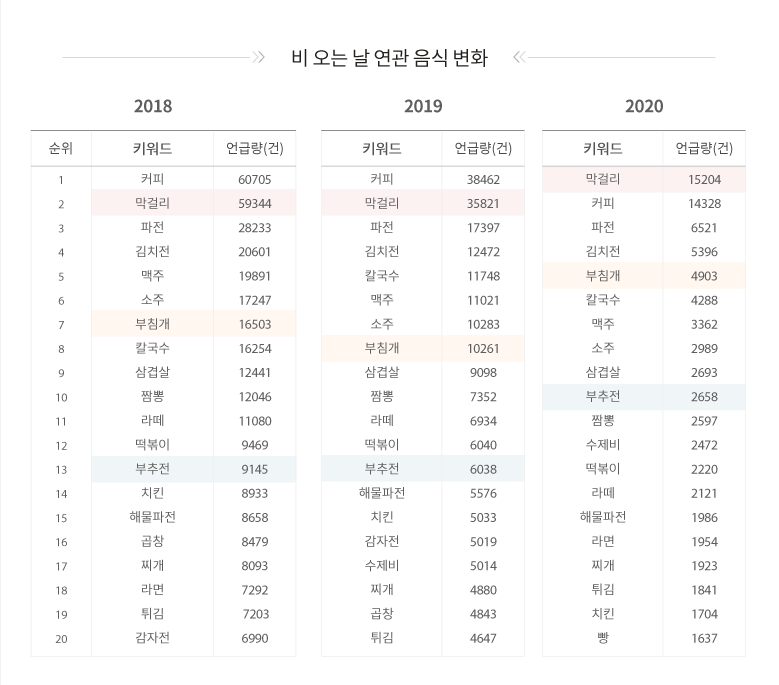 비 오는 날 연관 음식 변화
2018 2019 2020
순위 키워드 언급량(건) 키워드 언급량(건) 키워드 언급량(건)
1 커피 60705 커피 38462 막걸리 15204
2 막걸리 59344 막걸리 35821 커피 14328
3 파전 28233 파전 17397 파전 6521
4 김치전 20601 김치전 12472 김치전 5396
5 맥주 19891 칼국수 11748 부침개 4903
6 소주 17247 맥주 11021 칼국수 4288
7 부침개 16503 소주 10283 맥주 3362
8 칼국수 16254 부침개 10261 소주 2989
9 삼겹살 12441 삼겹살 9098 삼겹살 2693
10 짬뽕 12046 짬뽕 7352 부추전 2658
11 라떼 11080 라떼 6934 짬뽕 2597
12 떡볶이 9469 떡볶이 6040 수제비 2472
13 부추전 9145 부추전 6038 떡볶이 2220
14 치킨 8933 해물파전 5576 라떼 2121
15 해물파전 8658 치킨 5033 해물파전 1986
16 곱창 8479 감자전 5019 라면 1954
17 찌개 8093 수제비 5014 찌개 1923
18 라면 7292 찌개 4880 튀김 1841
19 튀김 7203 곱창 4843 치킨 1704
20 감자전 6990 튀김 4647 빵 1637